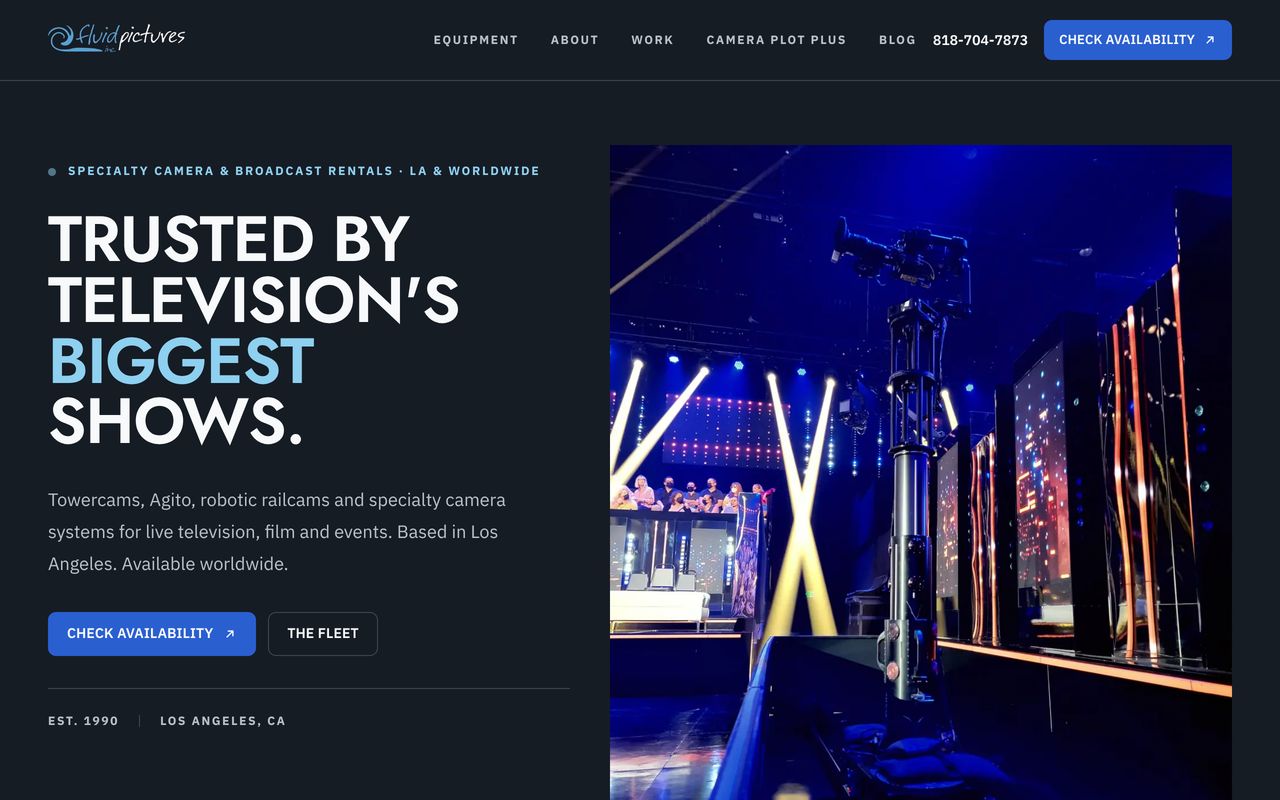 fluidpictures
inc.
EQUIPMENT
ABOUT
WORK
CAMERA PLOT PLUS
BLOG
818-704-7873
CHECK AVAILABILITY
SPECIALTY CAMERA & BROADCAST RENTALS · LA & WORLDWIDE
TRUSTED BY
TELEVISION’S
BIGGEST
SHOWS.
Towercams, Agito, robotic railcams and specialty camera
systems for live television, film and events. Based in Los
Angeles. Available worldwide.
CHECK AVAILABILITY
THE FLEET
EST. 1990
LOS ANGELES, CA